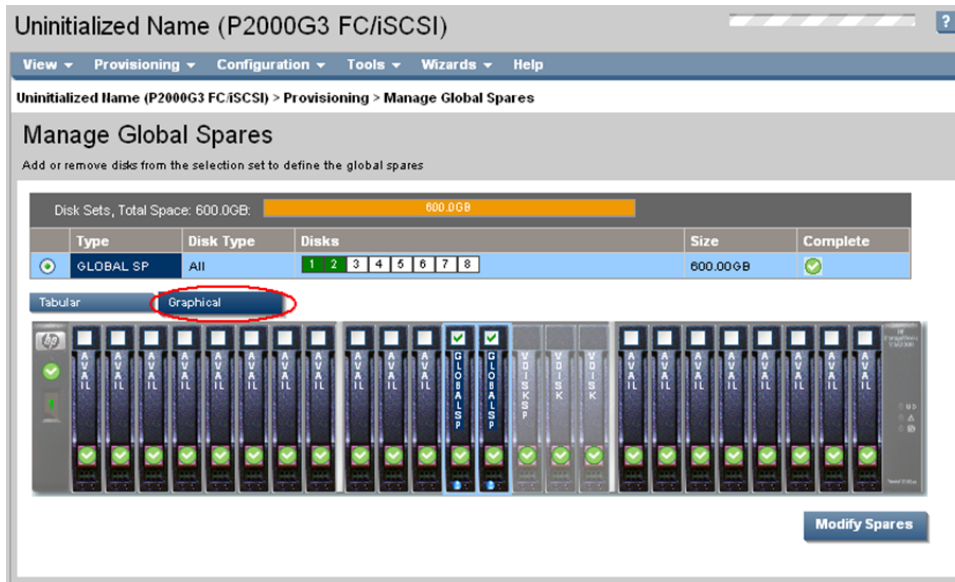 Uninitialized Name (P2000G3 FC/iSCSI)
?
View Provisioning Configuration Tools Wizards Help
Uninitialized Name (P2000G3 FC/iSCSI) > Provisioning > Manage Global Spares
Manage Global Spares
Add or remove disks from the selection set to define the global spares
Disk Sets, Total Space: 600.0GB: 600.0GB
Type Disk Type Disks Size Complete
GLOBAL SP All 1 2 3 4 5 6 7 8 600.00GB
Tabular Graphical
hp AVAIL AVAIL AVAIL AVAIL AVAIL AVAIL AVAIL AVAIL AVAIL AVAIL AVAIL GLOBALSP GLOBALSP VDISKSP VDISK VDISK AVAIL AVAIL AVAIL AVAIL AVAIL AVAIL AVAIL AVAIL
Modify Spares